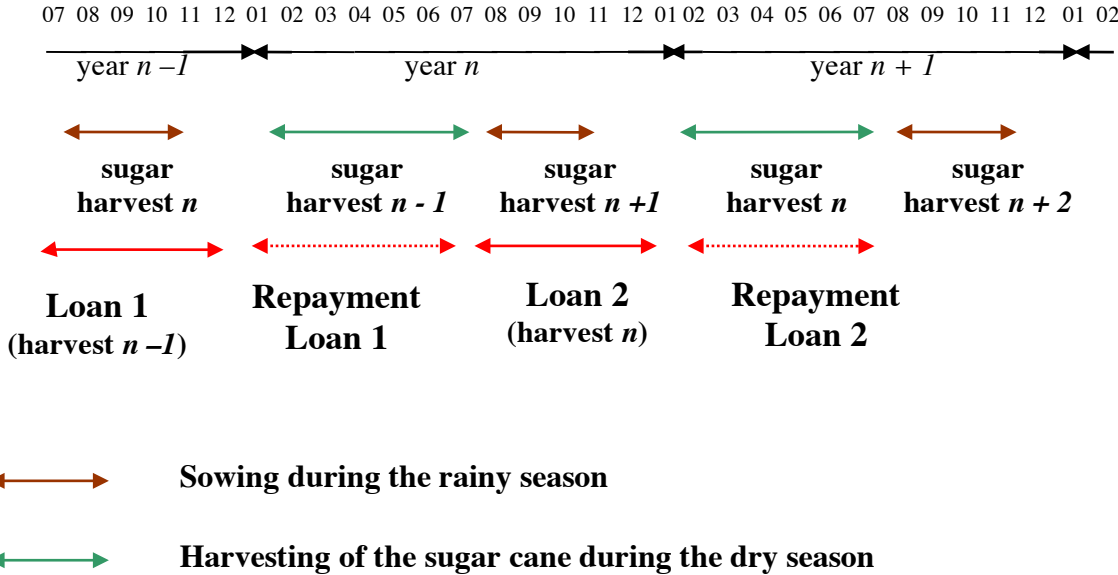 07 08 09 10 11 12 01 02 03 04 05 06 07 08 09 10 11 12 01 02 03 04 05 06 07 08 09 10 11 12 01 02
year n –1 year n year n + 1
sugar sugar sugar sugar sugar
harvest n harvest n - 1 harvest n +1 harvest n harvest n + 2
Loan 1 Repayment Loan 2 Repayment
(harvest n –1) Loan 1 (harvest n) Loan 2
Sowing during the rainy season
Harvesting of the sugar cane during the dry season